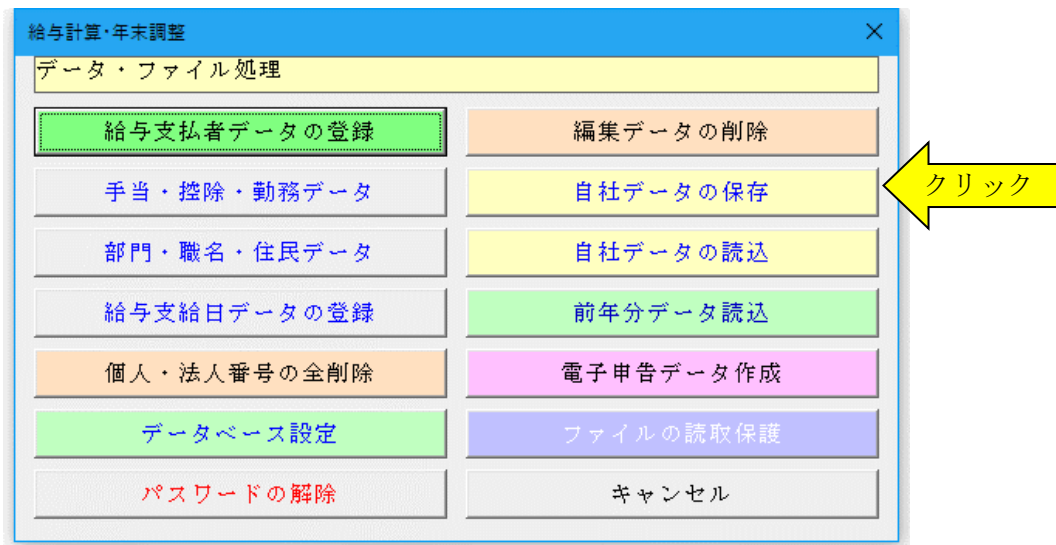 給与計算・年末調整
データ・ファイル処理
給与支払者データの登録
編集データの削除
手当・控除・勤務データ
自社データの保存
クリック
部門・職名・住民データ
自社データの読込
給与支給日データの登録
前年分データ読込
個人・法人番号の全削除
電子申告データ作成
データベース設定
ファイルの読取保護
パスワードの解除
キャンセル